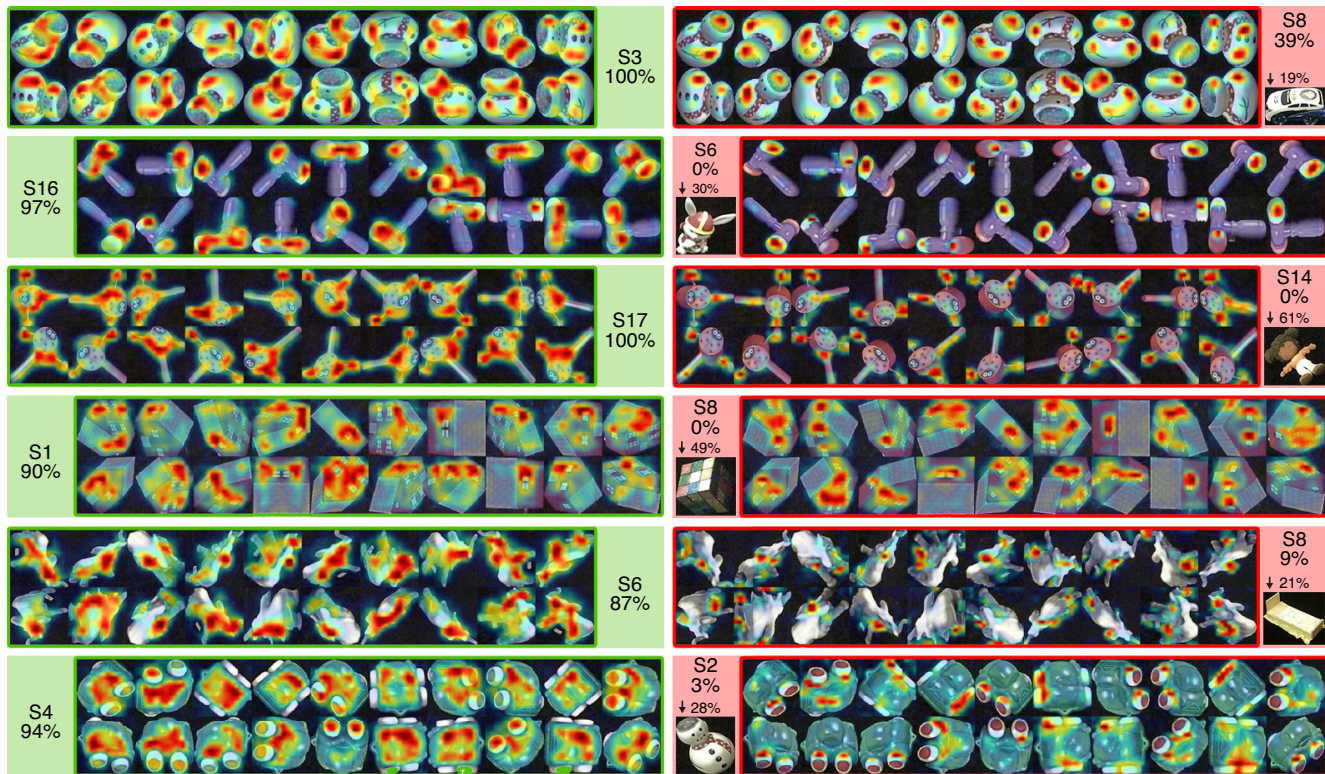 S3
100%
S8
39%
↓ 19%
S16
97%
S6
0%
↓ 30%
S17
100%
S14
0%
↓ 61%
S1
90%
S8
0%
↓ 49%
S6
87%
S8
9%
↓ 21%
S4
94%
S2
3%
↓ 28%